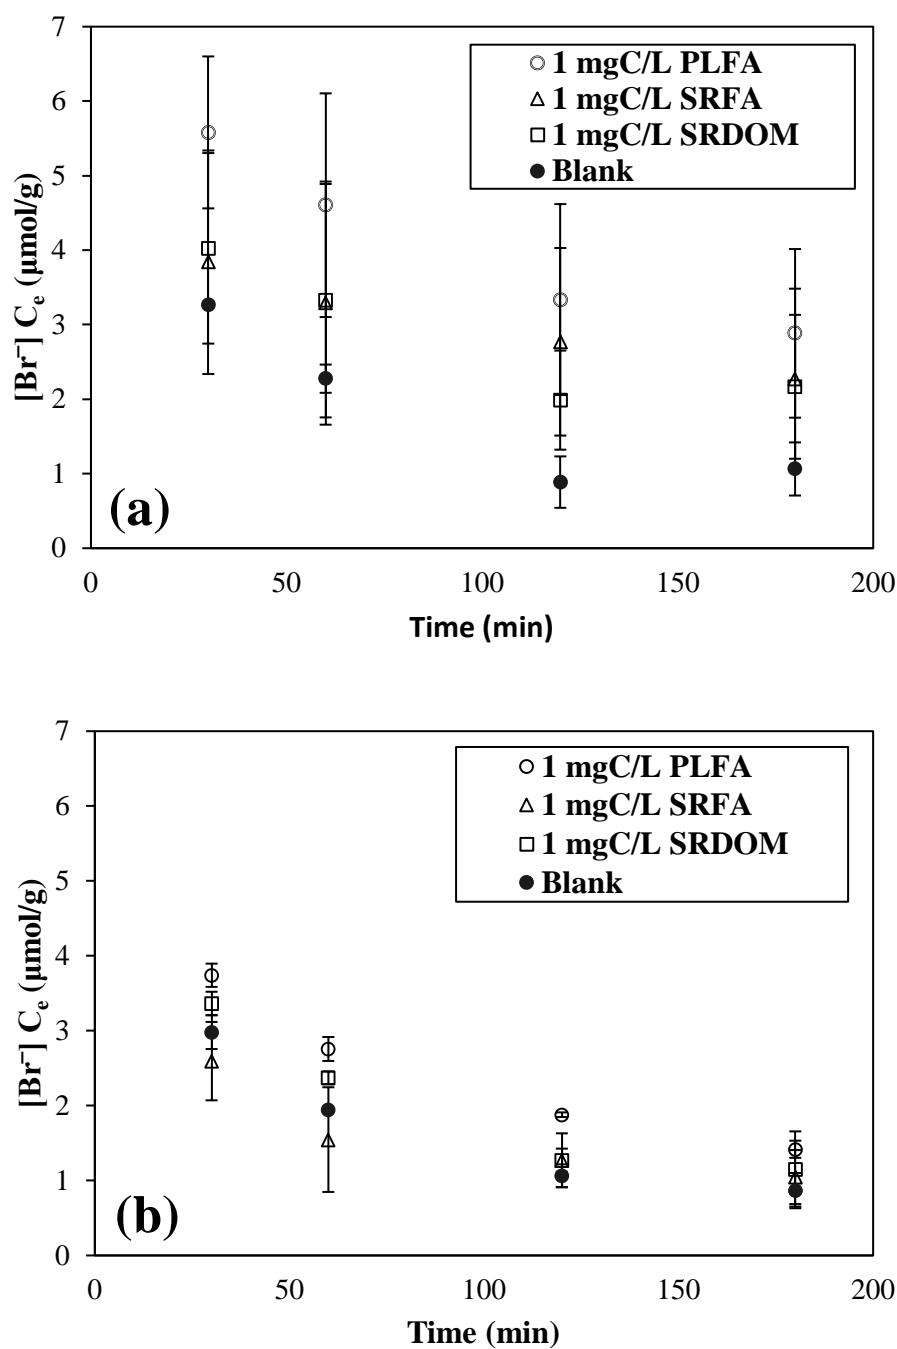 7
1 mgC/L PLFA
6
1 mgC/L SRFA
1 mgC/L SRDOM
5
Blank
4
[Br⁻] Cₑ (μmol/g)
3
2
1
(a)
0
0 50 100 150 200
Time (min)
7
1 mgC/L PLFA
6
1 mgC/L SRFA
1 mgC/L SRDOM
5
Blank
4
[Br⁻] Cₑ (μmol/g)
3
2
1
(b)
0
0 50 100 150 200
Time (min)